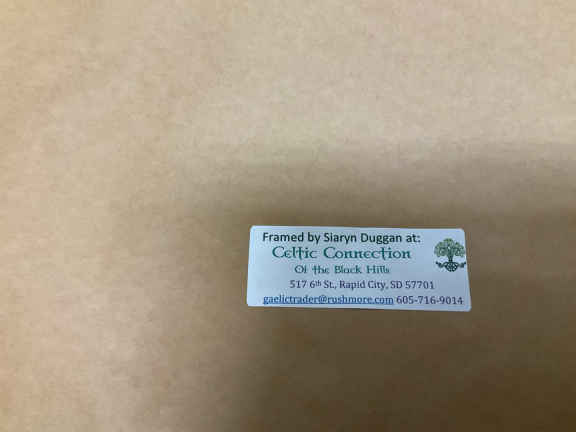 Framed by Siaryn Duggan at:
Celtic Connection
Of the Black Hills
517 6th St., Rapid City, SD 57701
gaelictrader@rushmore.com 605-716-9014